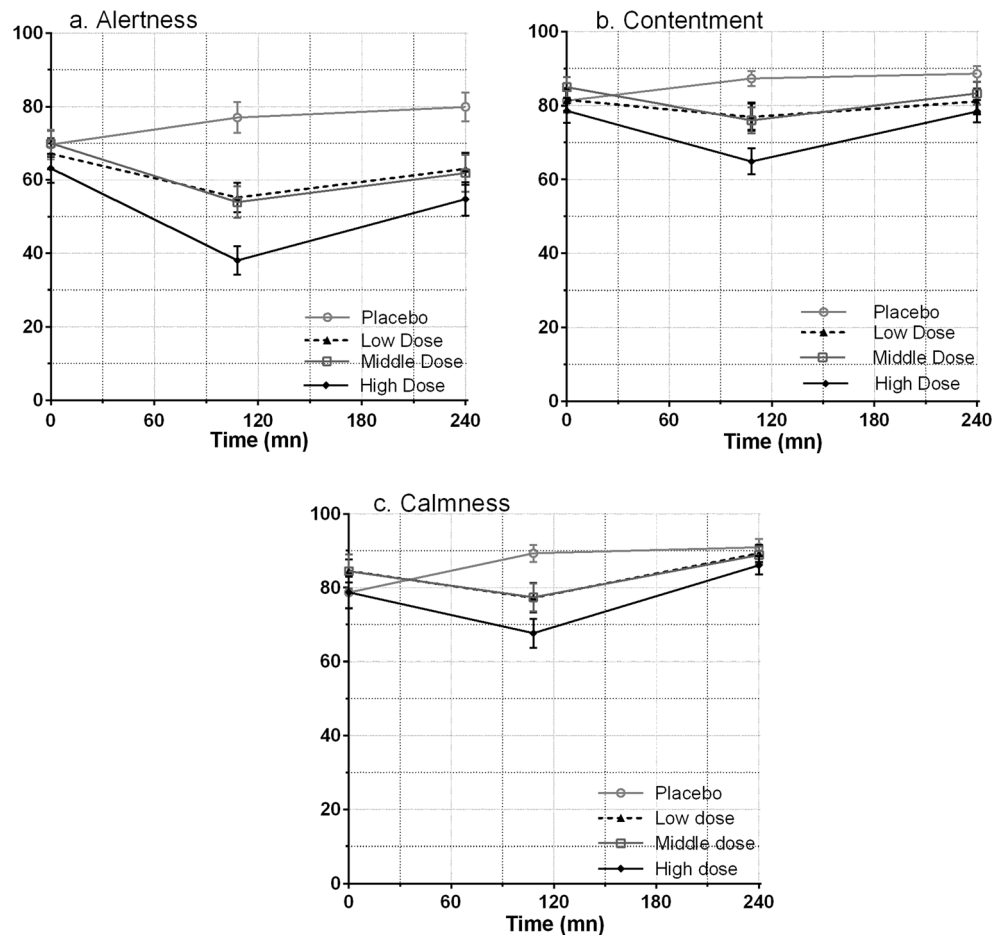 a. Alertness
100
80
60
40
20
0
Placebo
Low Dose
Middle Dose
High Dose
0 60 120 180 240
Time (mn)
b. Contentment
100
80
60
40
20
0
Placebo
Low Dose
Middle Dose
High Dose
0 60 120 180 240
Time (mn)
c. Calmness
100
80
60
40
20
0
Placebo
Low dose
Middle dose
High dose
0 60 120 180 240
Time (mn)